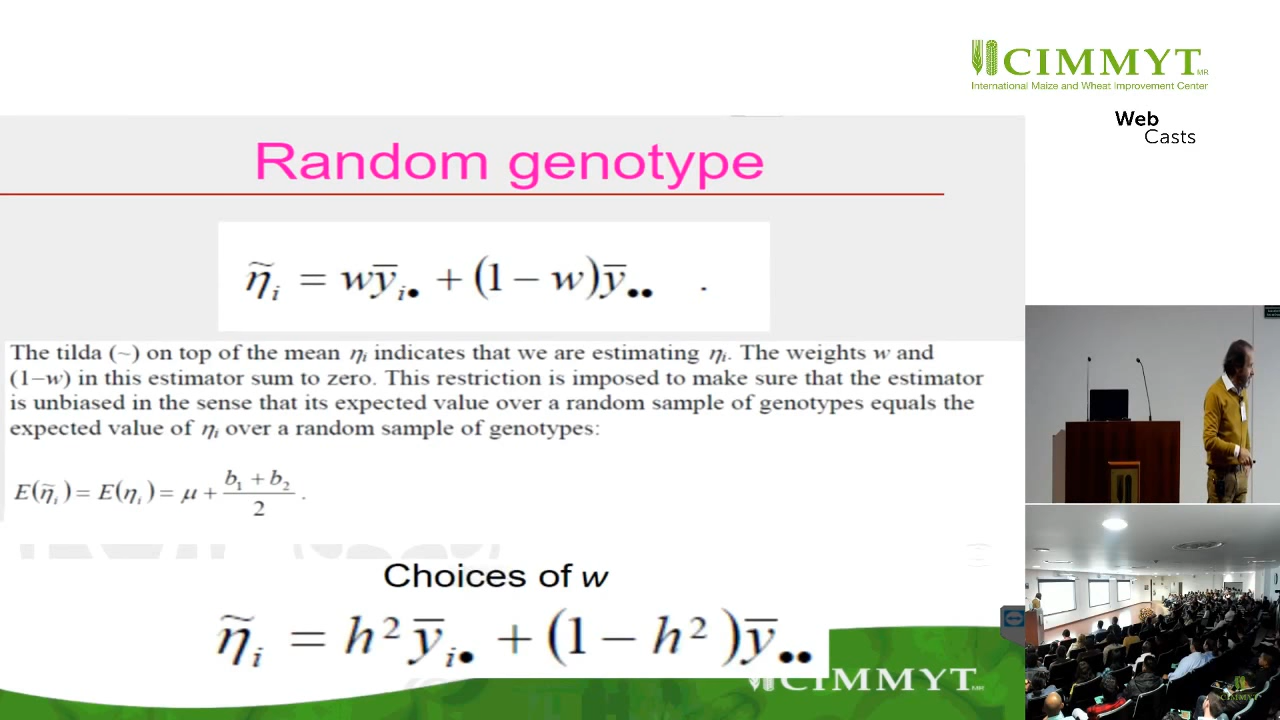 CIMMYT MR
International Maize and Wheat Improvement Center
Web
Casts
Random genotype
η̃ᵢ = wȳᵢ• + (1 − w)ȳ•• .
The tilda (~) on top of the mean ηᵢ indicates that we are estimating ηᵢ. The weights w and
(1−w) in this estimator sum to zero. This restriction is imposed to make sure that the estimator
is unbiased in the sense that its expected value over a random sample of genotypes equals the
expected value of ηᵢ over a random sample of genotypes:
E(η̃ᵢ) = E(ηᵢ) = μ + (b₁ + b₂)/2 .
Choices of w
η̃ᵢ = h² ȳᵢ• + (1 − h²)ȳ••
CIMMYT MR